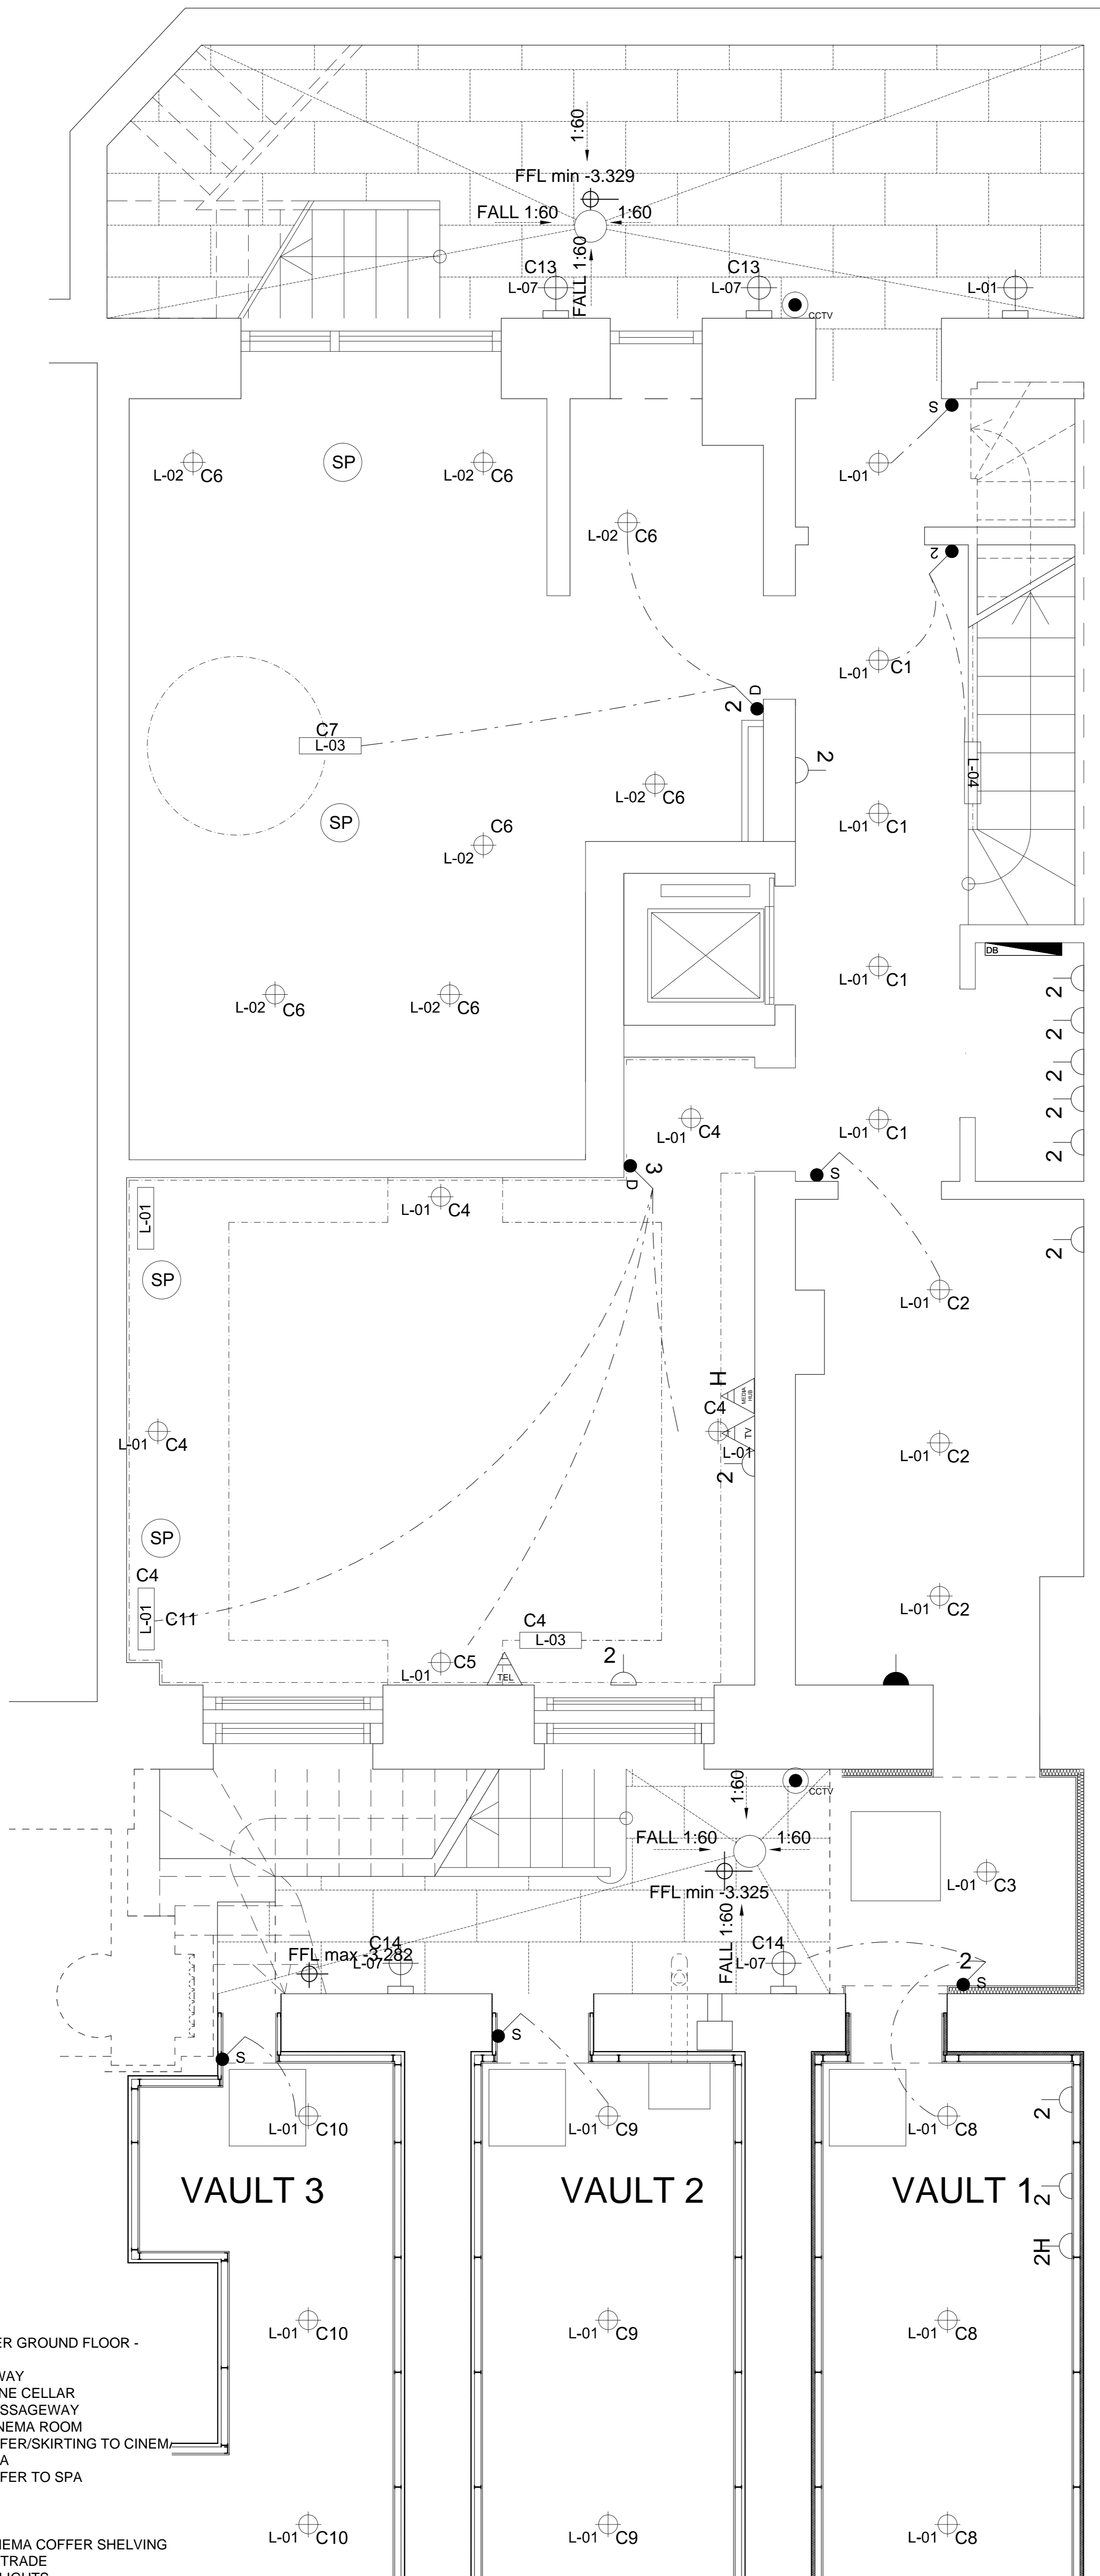 1:60
FFL min -3.329
FALL 1:60
1:60
FALL 1:60
C13
L-07
C13
L-07
L-01
CCTV
S
L-01
L-02 C6
SP
L-02 C6
L-02 C6
2
L-01 C1
2 D
C7
L-03
2
L-04
L-02 C6
SP
L-01 C1
C6
L-02
DB
L-01 C1
2
L-02 C6
L-02 C6
2
2
2
2
L-01 C4
L-01 C1
3
D
S
L-01
L-01 C4
2
SP
L-01 C2
H
MEDIA HUB
C4
TV
L-01
2
L-01 C4
L-01 C2
SP
C4
L-01
C11
L-01 C2
C4
L-03
2
L-01 C5
TEL
1:60
CCTV
FALL 1:60
1:60
FFL min -3.325
FALL 1:60
L-01 C3
C14
L-07
FFL max -3.282
C14
L-07
2
S
S
S
L-01 C10
L-01 C9
L-01 C8
2
VAULT 3
VAULT 2
VAULT 1
2
2H
L-01 C10
L-01 C9
L-01 C8
ER GROUND FLOOR -
WAY
NE CELLAR
SSAGEWAY
NEMA ROOM
FER/SKIRTING TO CINEMA
A
FER TO SPA
L-01 C10
L-01 C9
L-01 C8
NEMA COFFER SHELVING
TRADE